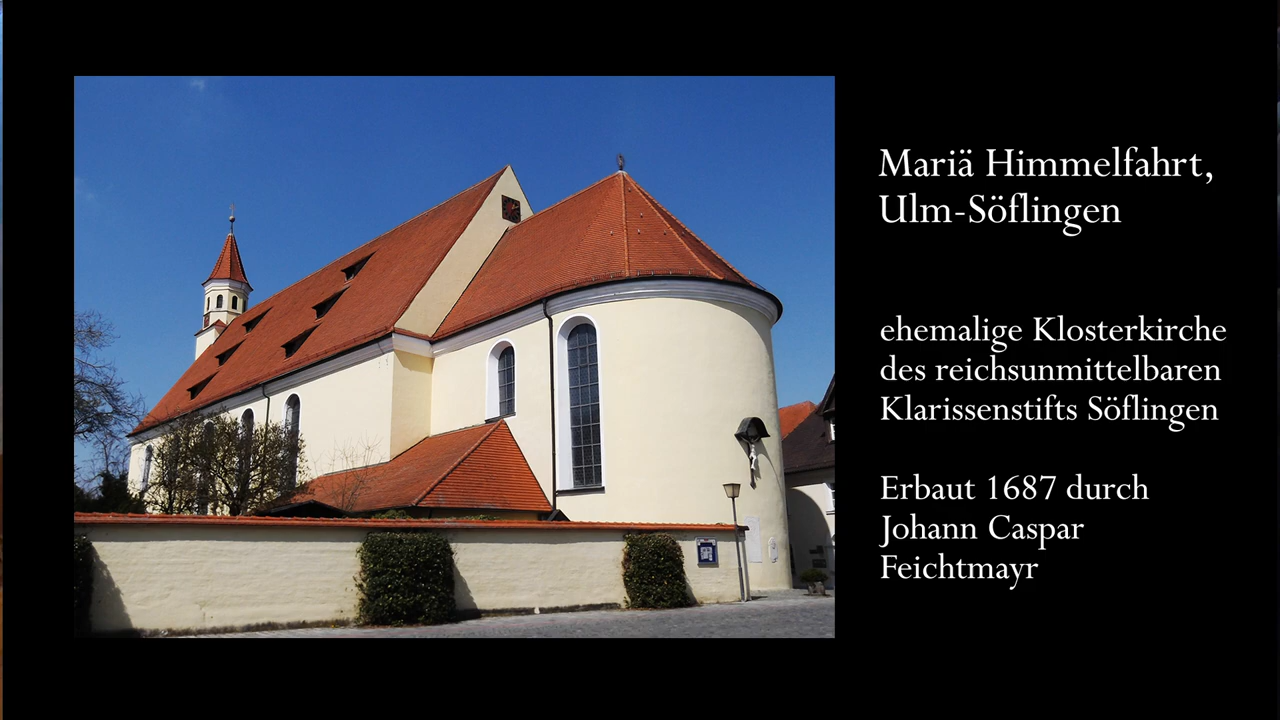 Mariä Himmelfahrt,
Ulm-Söflingen
ehemalige Klosterkirche
des reichsunmittelbaren
Klarissenstifts Söflingen
Erbaut 1687 durch
Johann Caspar
Feichtmayr